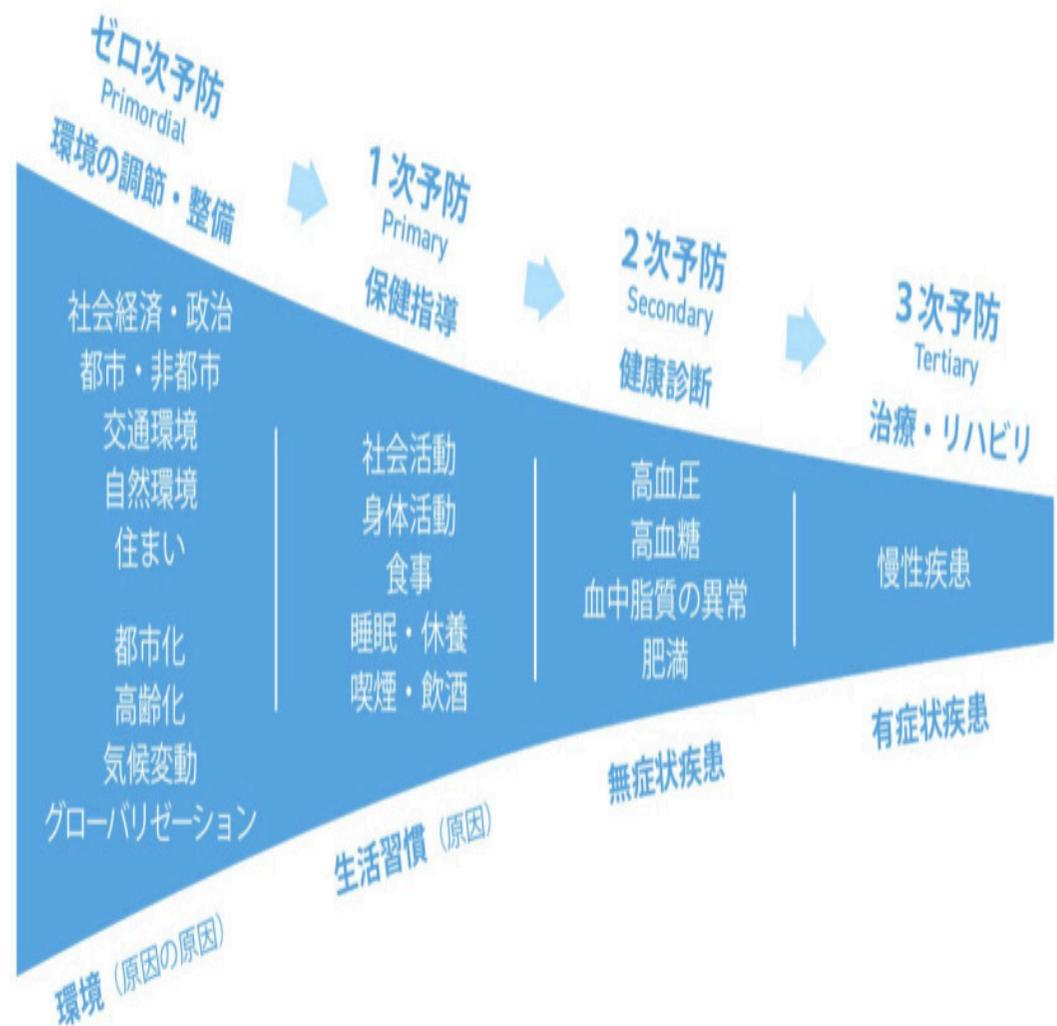 ゼロ次予防
Primordial
環境の調節・整備
社会経済・政治
都市・非都市
交通環境
自然環境
住まい
都市化
高齢化
気候変動
グローバリゼーション
環境（原因の原因）
1次予防
Primary
保健指導
社会活動
身体活動
食事
睡眠・休養
喫煙・飲酒
生活習慣（原因）
2次予防
Secondary
健康診断
高血圧
高血糖
血中脂質の異常
肥満
無症状疾患
3次予防
Tertiary
治療・リハビリ
慢性疾患
有症状疾患